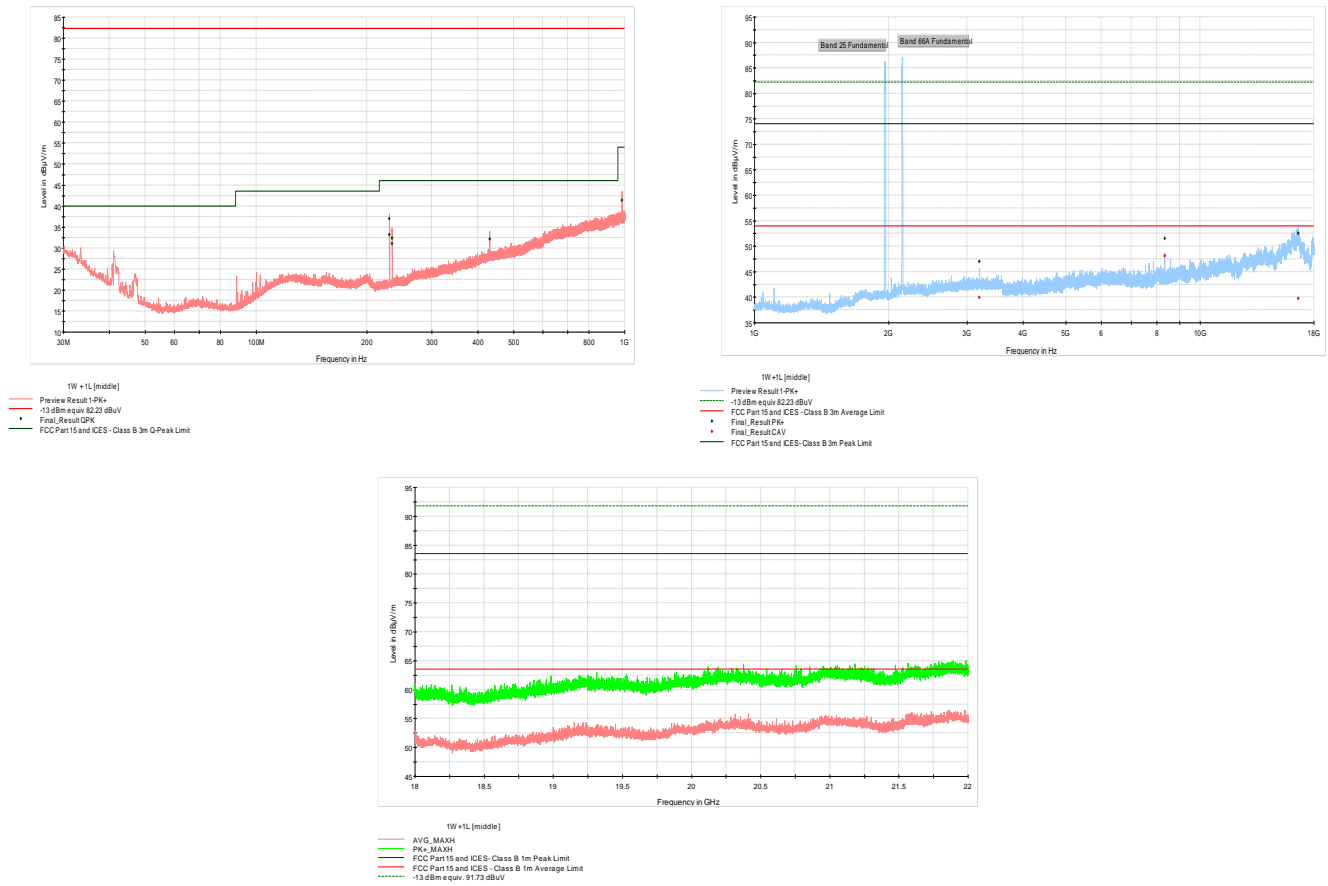 85
80
75
70
65
60
55
50
45
40
35
30
25
20
15
10
Level in dBµV/m
30M 50 60 80 100M 200 300 400 500 800 1G
Frequency in Hz
1W +1L [middle]
Preview Result 1-PK+
-13 dBm equiv 82.23 dBuV
Final_Result QPK
FCC Part 15 and ICES - Class B 3m Q-Peak Limit
95
90
85
80
75
70
65
60
55
50
45
40
35
Level in dBµV/m
Band 25 Fundamental
Band 66A Fundamental
1G 2G 3G 4G 5G 6 8 10G 18G
Frequency in Hz
1W +1L [middle]
Preview Result 1-PK+
-13 dBm equiv 82.23 dBuV
FCC Part 15 and ICES - Class B 3m Average Limit
Final_Result PK+
Final_Result CAV
FCC Part 15 and ICES- Class B 3m Peak Limit
95
90
85
80
75
70
65
60
55
50
45
Level in dBµV/m
18 18.5 19 19.5 20 20.5 21 21.5 22
Frequency in GHz
1W +1L [middle]
AVG_MAXH
PK+_MAXH
FCC Part 15 and ICES- Class B 1m Peak Limit
FCC Part 15 and ICES - Class B 1m Average Limit
-13 dBm equiv. 91.73 dBuV